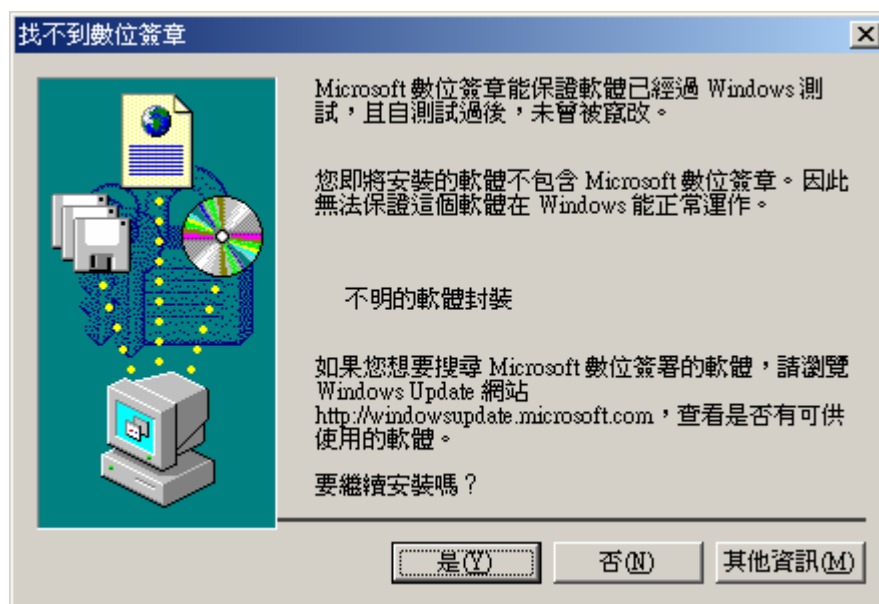 找不到數位簽章
Microsoft 數位簽章能保證軟體已經過 Windows 測
試，且自測試過後，未曾被竄改。
您即將安裝的軟體不包含 Microsoft 數位簽章。因此
無法保證這個軟體在 Windows 能正常運作。
不明的軟體封裝
如果您想要搜尋 Microsoft 數位簽署的軟體，請瀏覽
Windows Update 網站
http://windowsupdate.microsoft.com，查看是否有可供
使用的軟體。
要繼續安裝嗎？
是(Y)
否(N)
其他資訊(M)